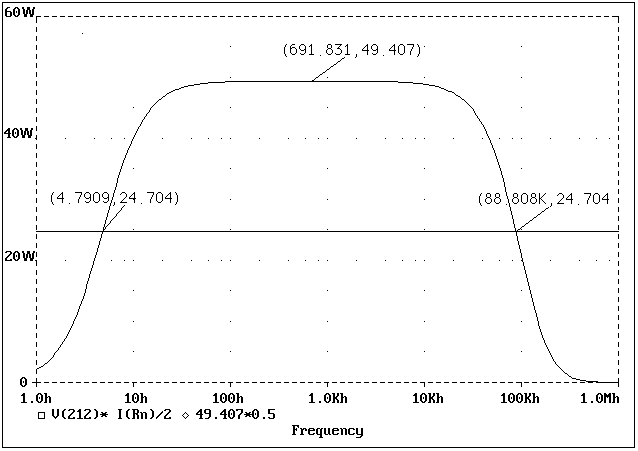 60W
(691.831,49.407)
40W
(4.7909,24.704)
(88.808K,24.704
20W
0
1.0h 10h 100h 1.0Kh 10Kh 100Kh 1.0Mh
V(212)* I(Rn)/2 49.407*0.5
Frequency